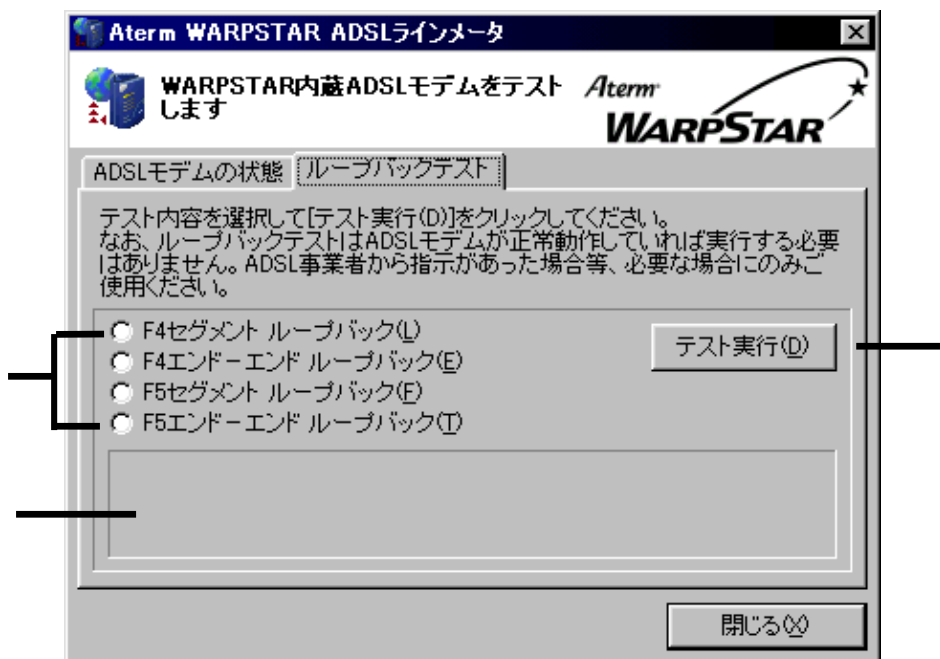 Aterm WARPSTAR ADSLラインメータ
WARPSTAR内蔵ADSLモデムをテスト
します
Aterm
WARPSTAR
ADSLモデムの状態
ループバックテスト
テスト内容を選択して[テスト実行(D)]をクリックしてください。
なお、ループバックテストはADSLモデムが正常動作していれば実行する必要
はありません。ADSL事業者から指示があった場合等、必要な場合にのみご
使用ください。
F4セグメント ループバック(L)
F4エンドーエンド ループバック(E)
F5セグメント ループバック(F)
F5エンドーエンド ループバック(T)
テスト実行(D)
閉じる(X)